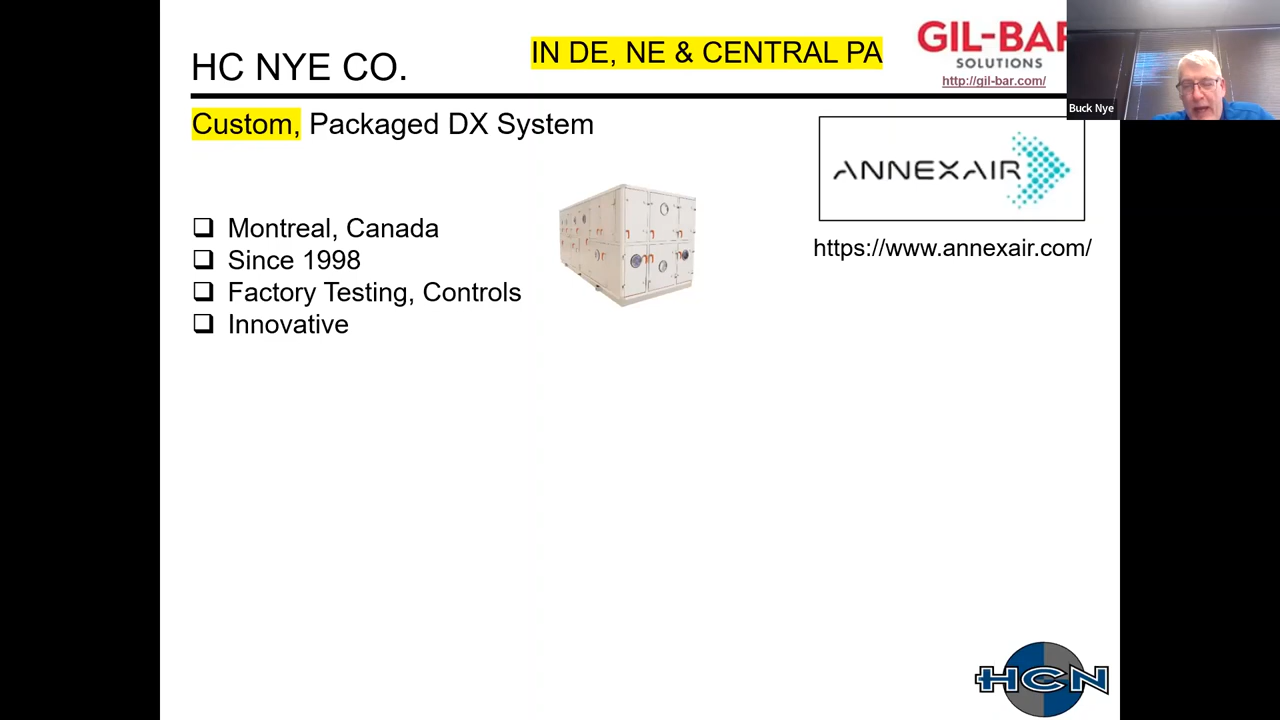 HC NYE CO.
IN DE, NE & CENTRAL PA
GIL-BAR
SOLUTIONS
http://gil-bar.com/
Buck Nye
Custom, Packaged DX System
ANNEXAIR
https://www.annexair.com/
Montreal, Canada
Since 1998
Factory Testing, Controls
Innovative
HCN